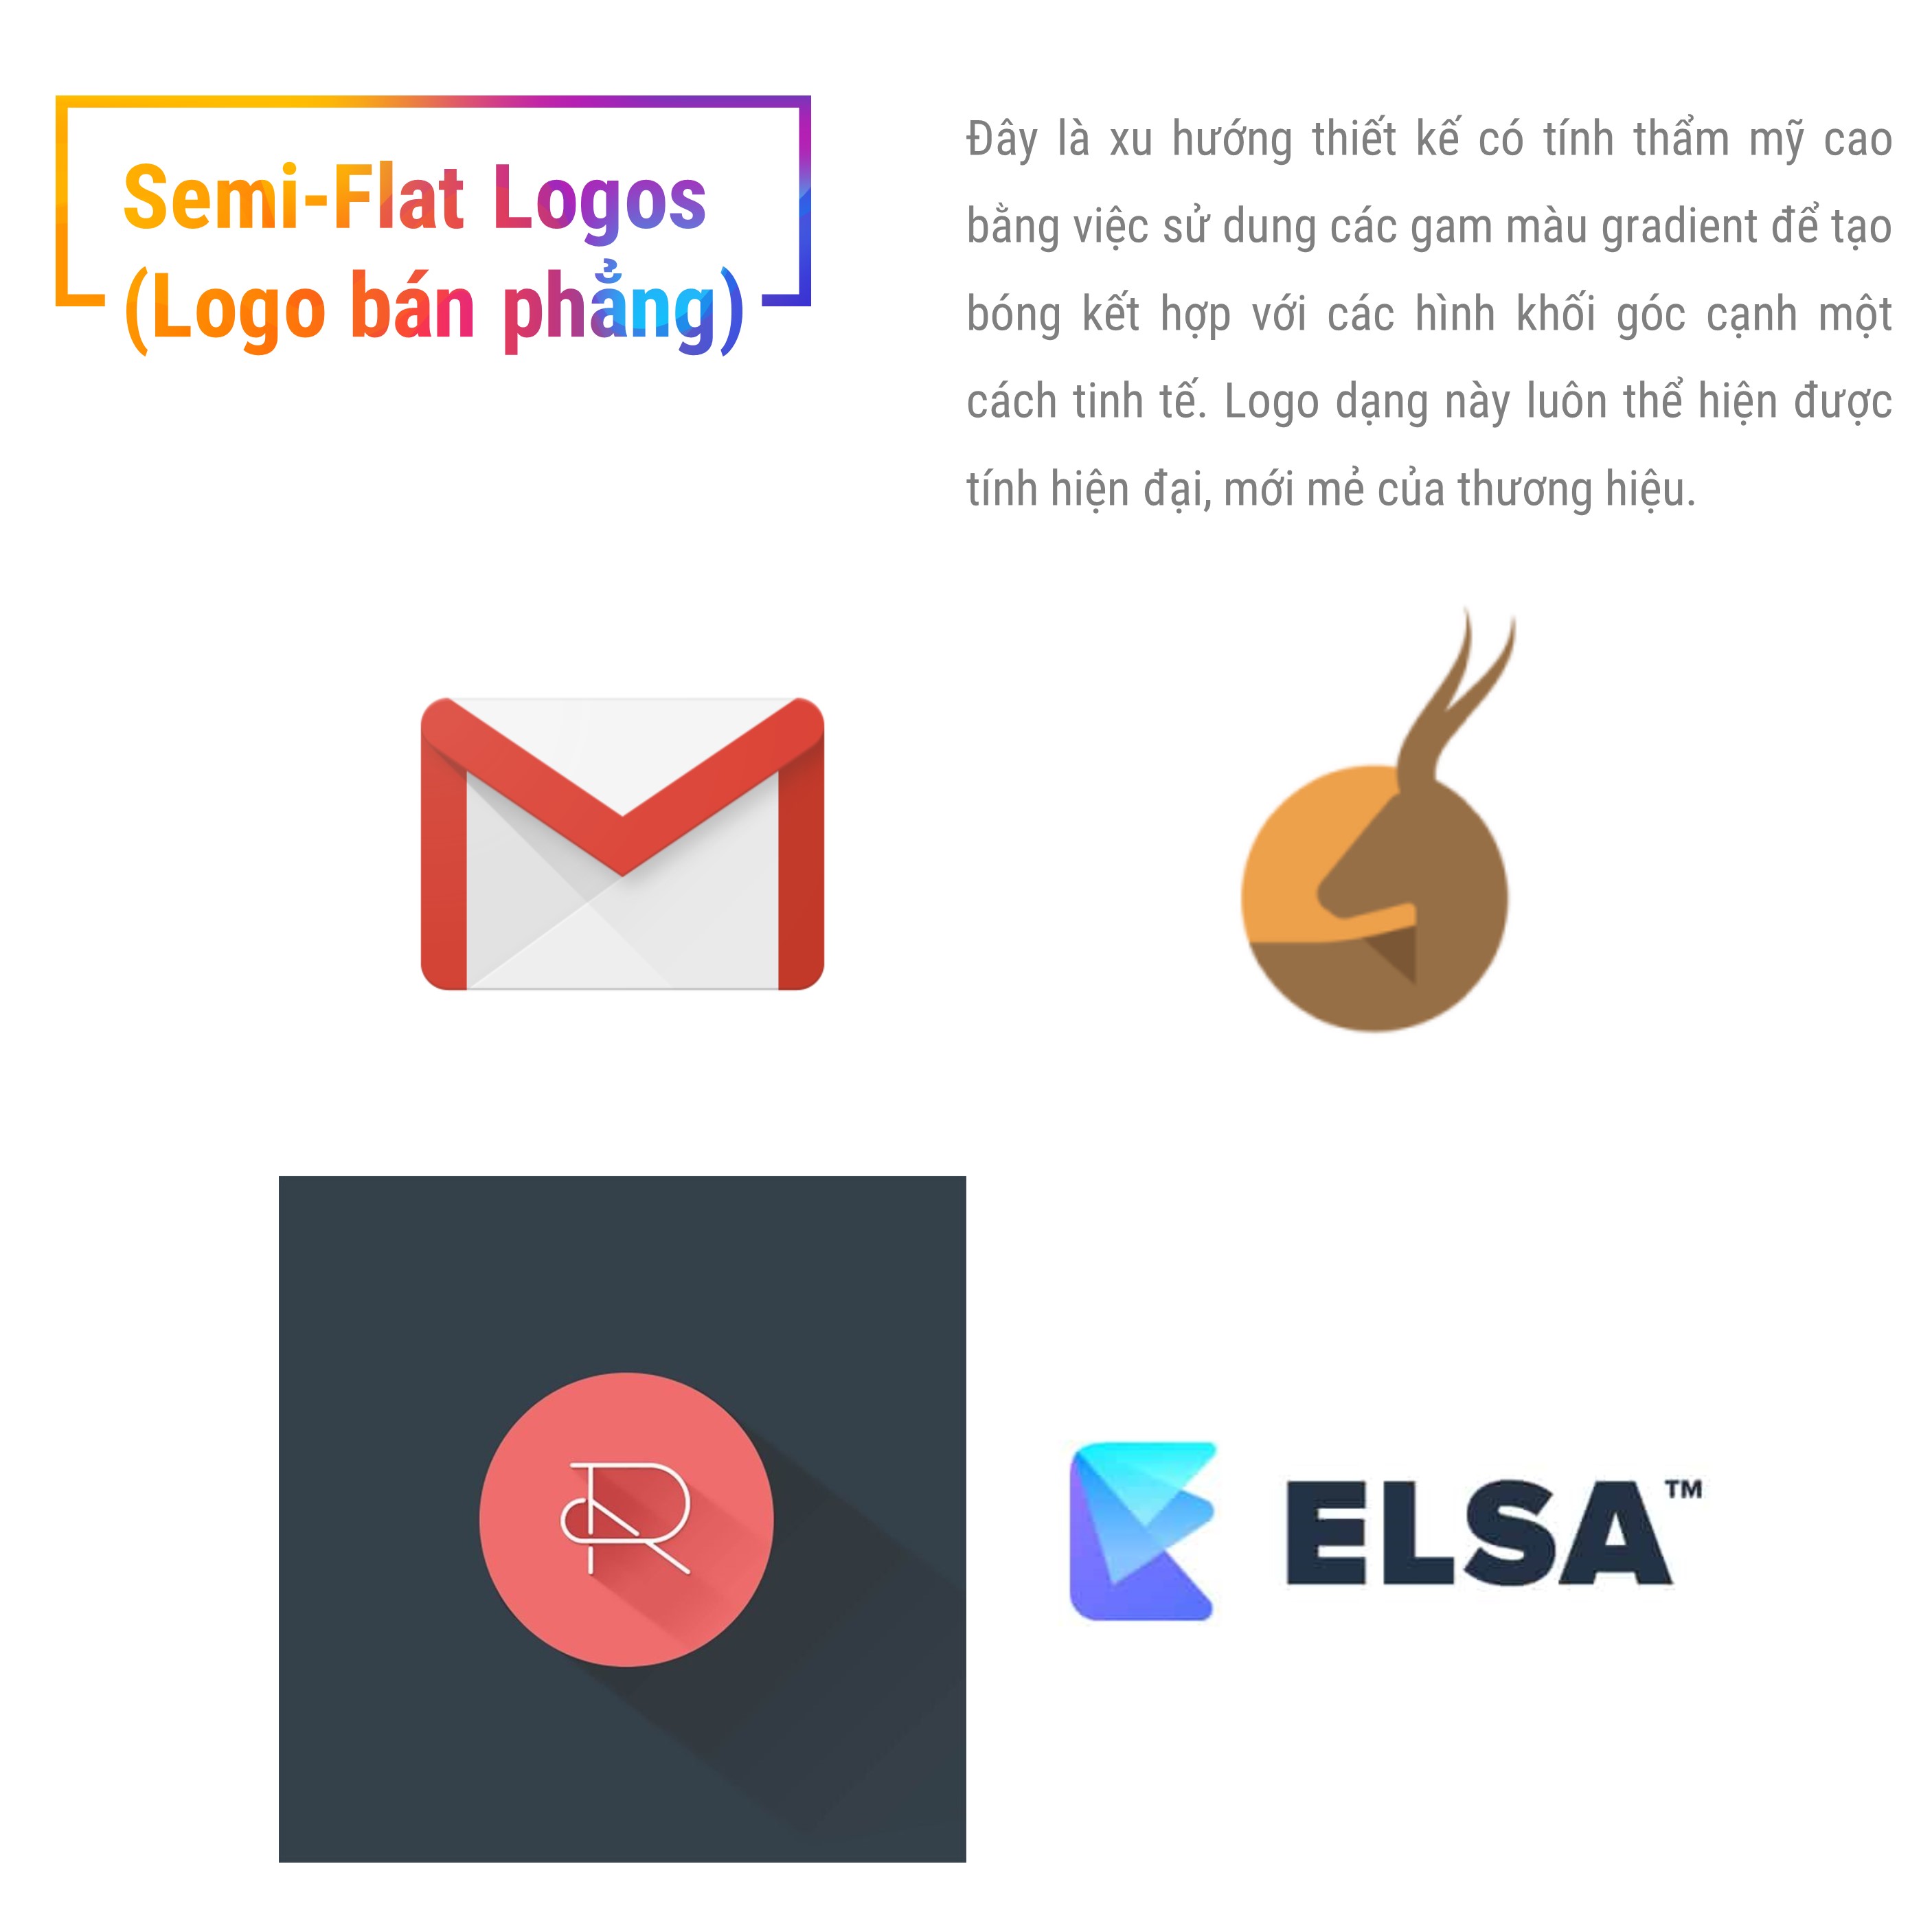 Semi-Flat Logos
(Logo bán phẳng)
Đây là xu hướng thiết kế có tính thẩm mỹ cao
bằng việc sử dung các gam màu gradient để tạo
bóng kết hợp với các hình khối góc cạnh một
cách tinh tế. Logo dạng này luôn thể hiện được
tính hiện đại, mới mẻ của thương hiệu.
R
ELSA™